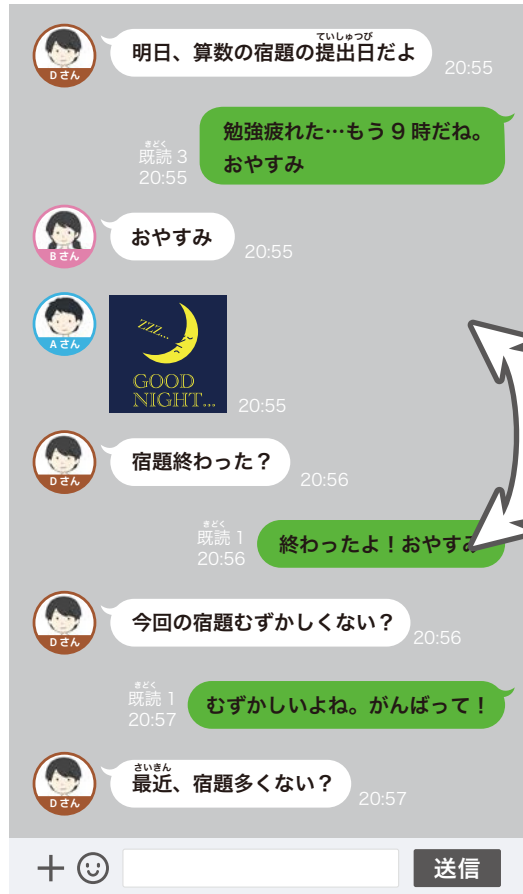 明日、算数の宿題の提出日だよ
ていしゅつび
Dさん
20:55
勉強疲れた…もう9時だね。
おやすみ
きどく
既読 3
20:55
おやすみ
Bさん
20:55
Aさん
ZZZ...
GOOD
NIGHT...
20:55
宿題終わった?
Dさん
20:56
終わったよ!おやすみ
きどく
既読 1
20:56
今回の宿題むずかしくない?
Dさん
20:56
むずかしいよね。がんばって!
きどく
既読 1
20:57
さいきん
最近、宿題多くない?
Dさん
20:57
送信